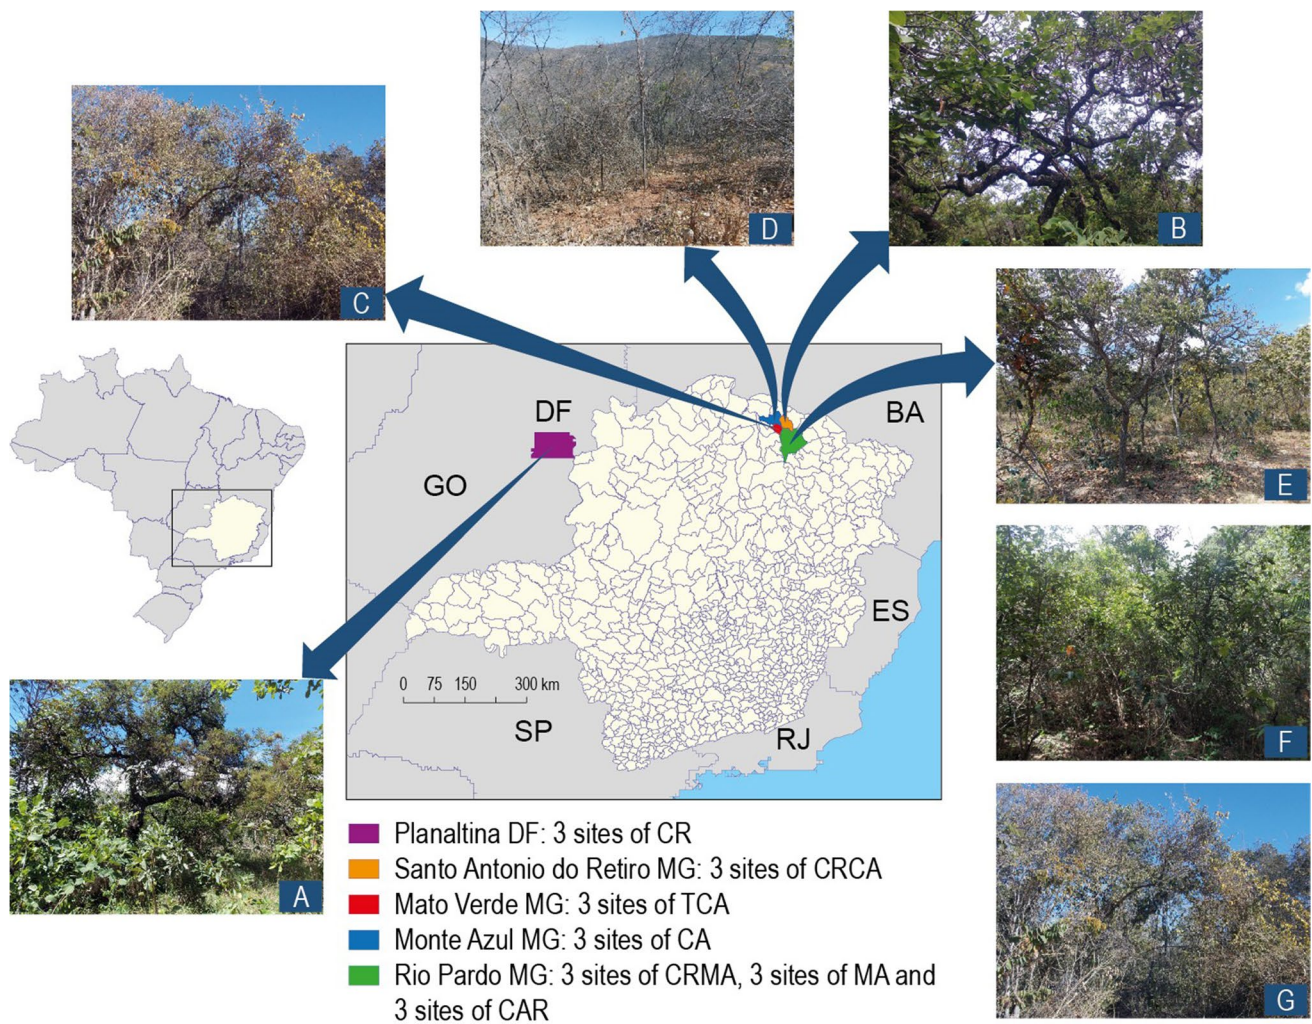 D
B
C
E
DF
BA
GO
ES
0 75 150 300 km
SP
RJ
F
A
G
Planaltina DF: 3 sites of CR
Santo Antonio do Retiro MG: 3 sites of CRCA
Mato Verde MG: 3 sites of TCA
Monte Azul MG: 3 sites of CA
Rio Pardo MG: 3 sites of CRMA, 3 sites of MA and
3 sites of CAR